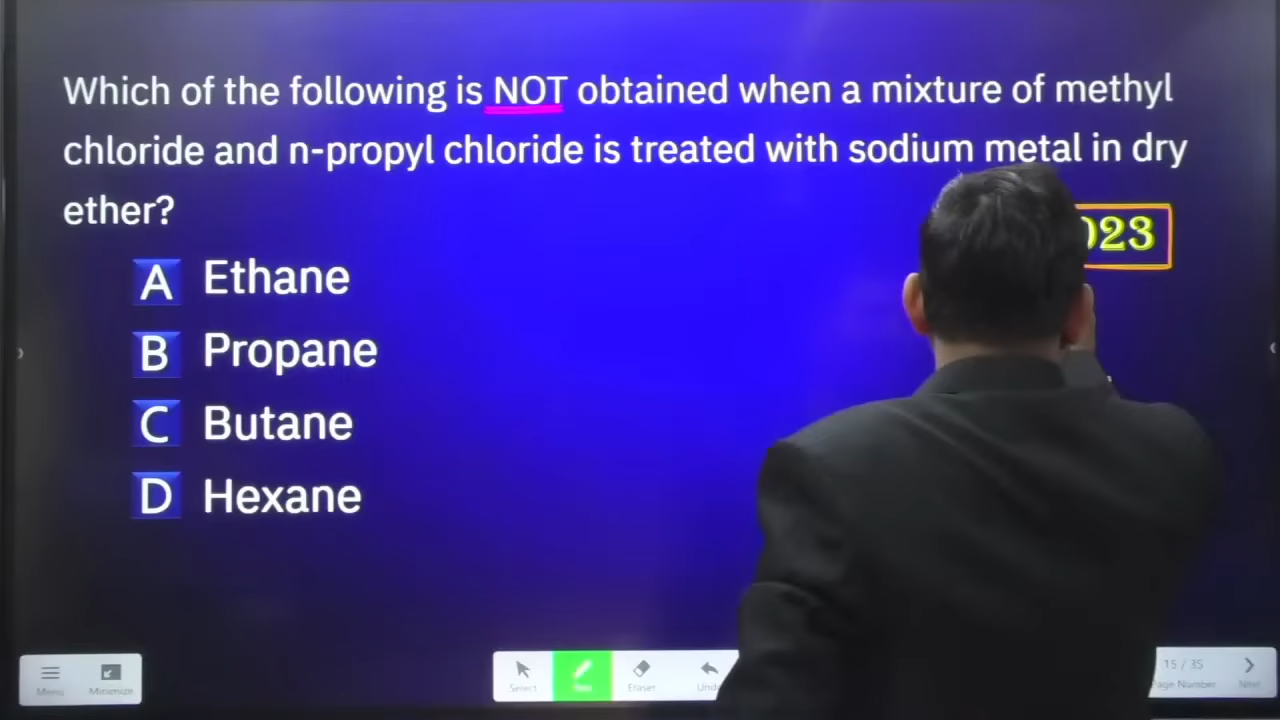 Which of the following is NOT obtained when a mixture of methyl
chloride and n-propyl chloride is treated with sodium metal in dry
ether?
023
A Ethane
B Propane
C Butane
D Hexane
Menu Minimize Select Pen Eraser Undo 15 / 35 Page Number Next